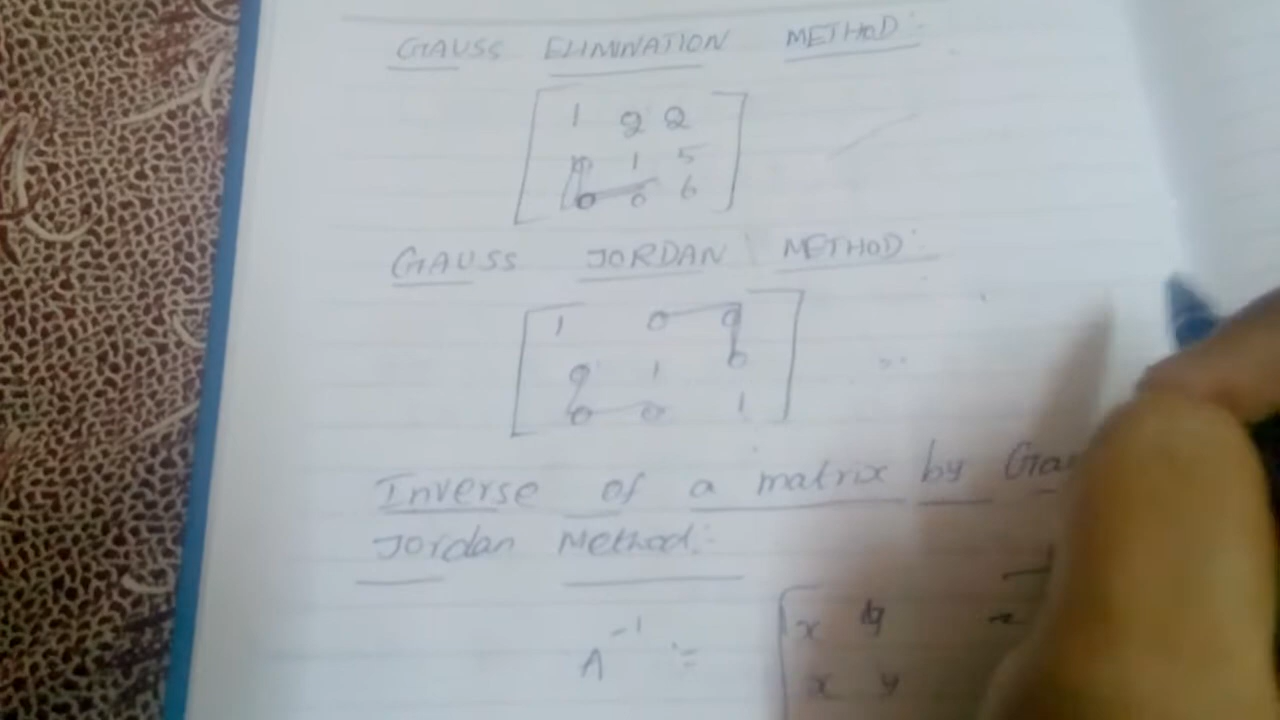 GAUSS ELIMINATION METHOD:-
1 2 2
0 1 5
0 0 6
GAUSS JORDAN METHOD:
1 0 0
0 1 0
0 0 1
Inverse of a matrix by
Jordan Method:
A⁻¹ =
x y
x y